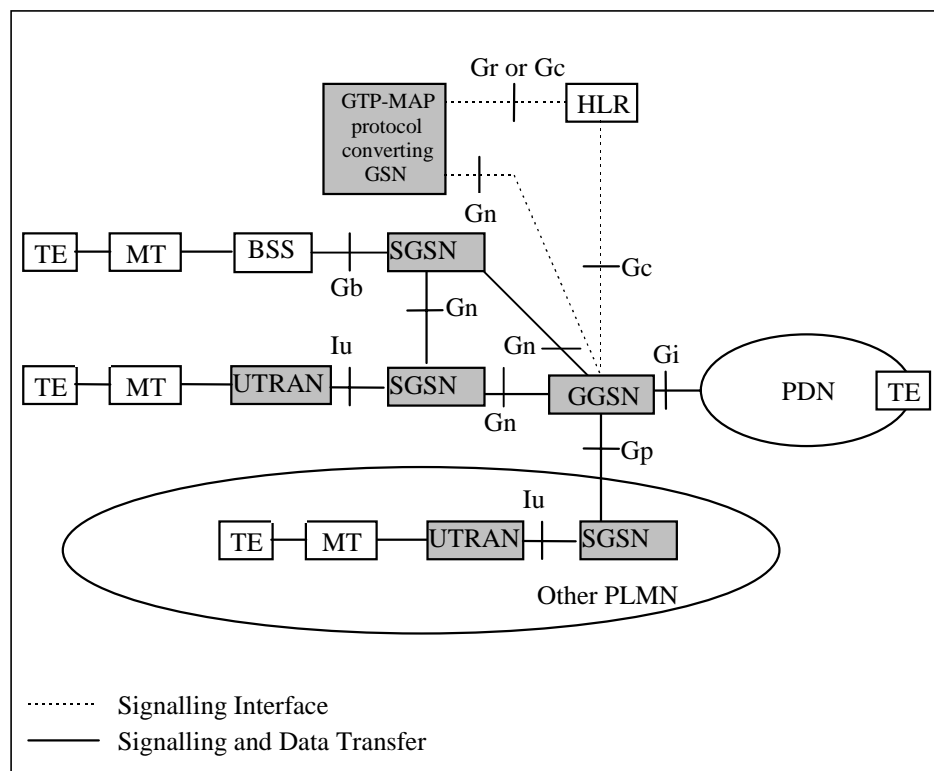 Gr or Gc
GTP-MAP
protocol
converting
GSN
HLR
Gn
TE
MT
BSS
SGSN
Gb
Gc
Gn
Gn
Iu
Gi
TE
MT
UTRAN
SGSN
Gn
GGSN
PDN
TE
Gp
Iu
TE
MT
UTRAN
SGSN
Other PLMN
Signalling Interface
Signalling and Data Transfer